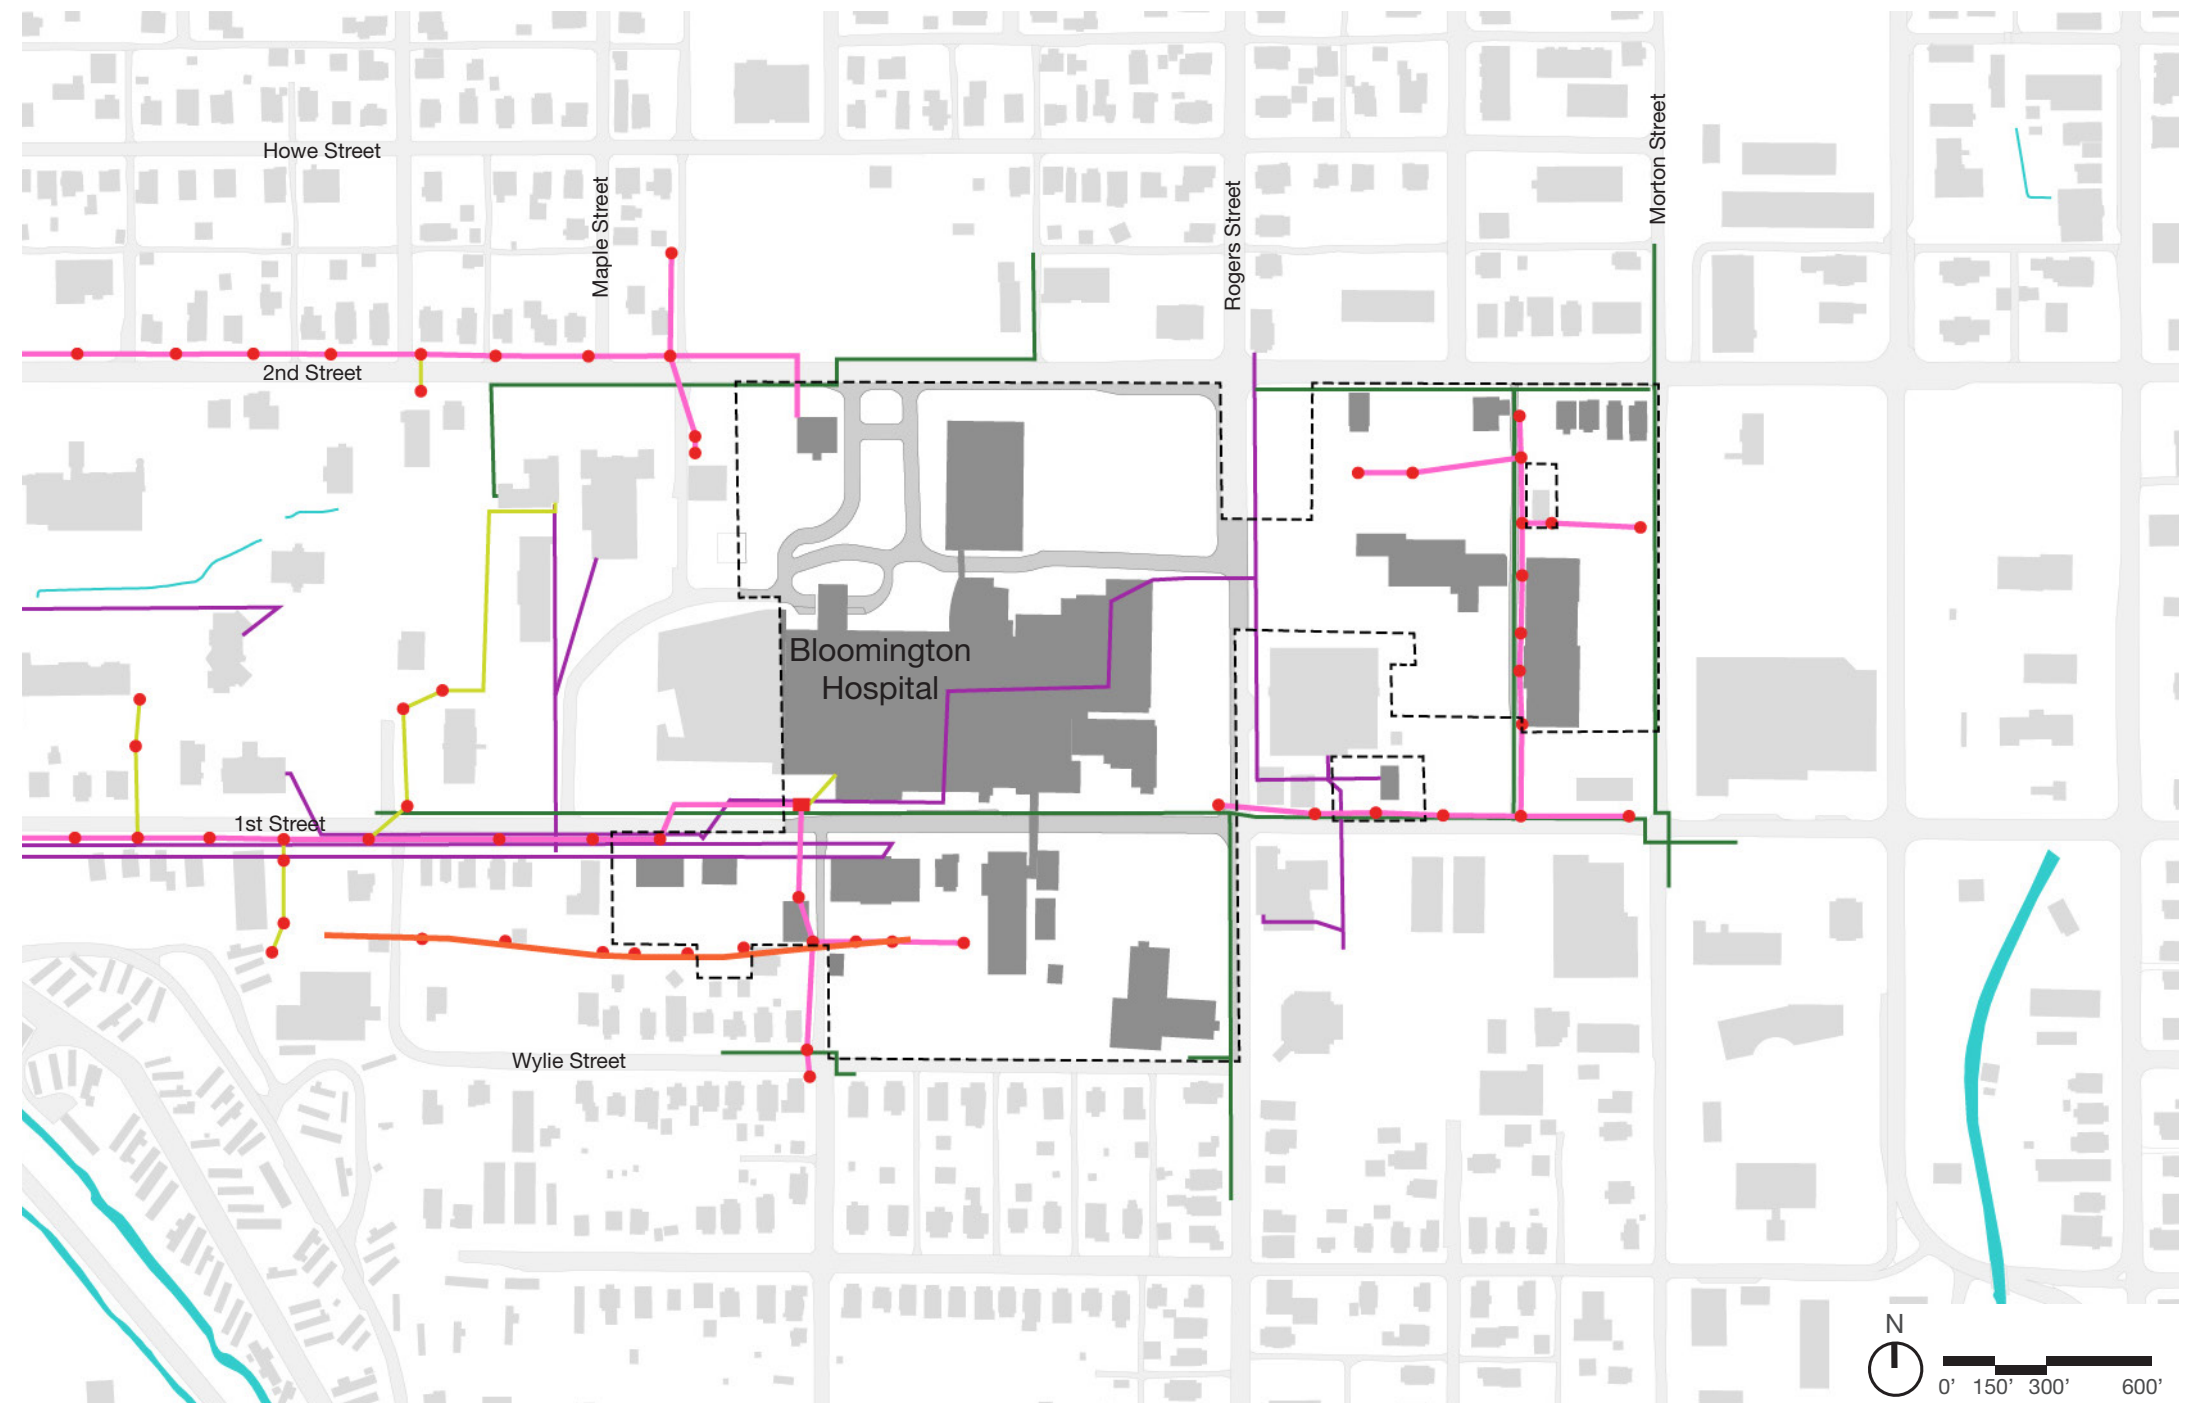 Howe Street
Maple Street
Rogers Street
Morton Street
2nd Street
Bloomington
Hospital
1st Street
Wylie Street
N
0' 150' 300' 600'